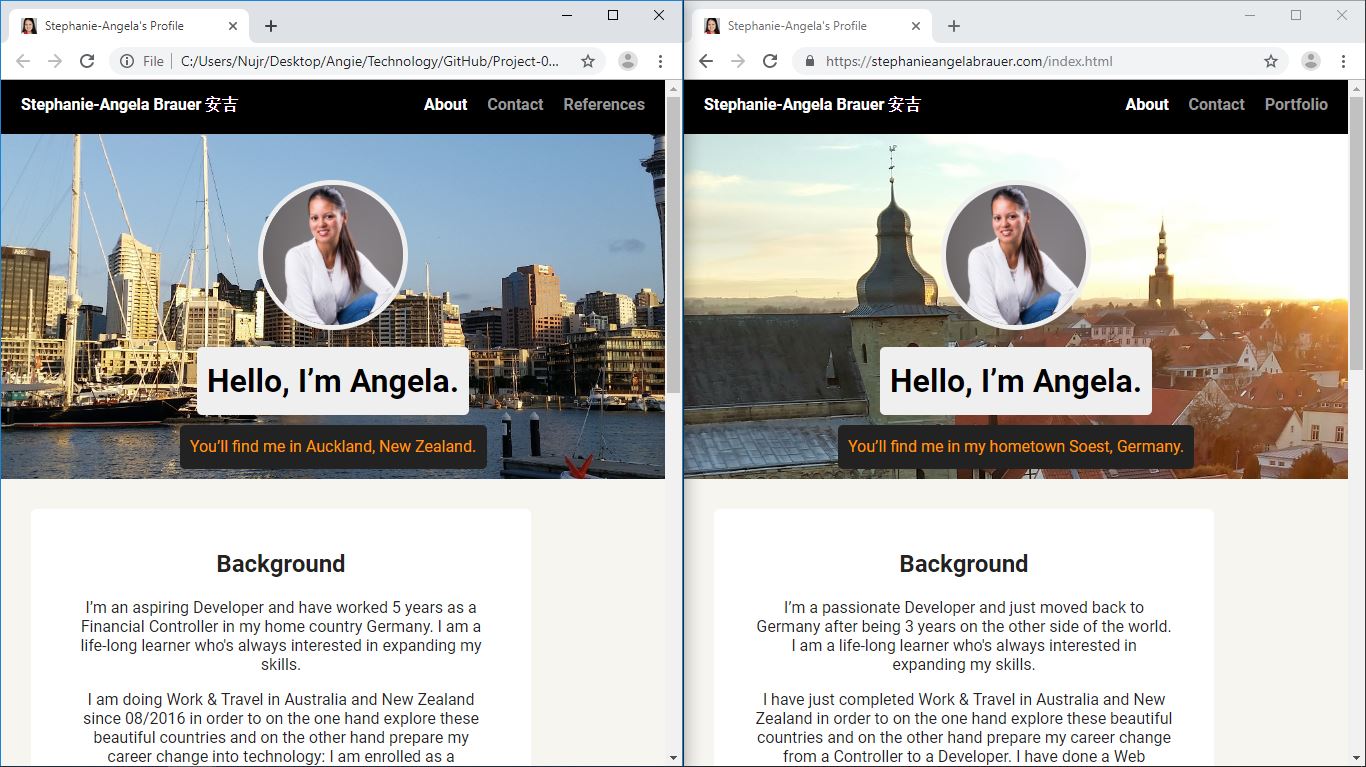 Stephanie-Angela's Profile
File
C:/Users/Nujr/Desktop/Angie/Technology/GitHub/Project-0...
Stephanie-Angela Brauer 安吉
About
Contact
References
Hello, I’m Angela.
You’ll find me in Auckland, New Zealand.
Background
I’m an aspiring Developer and have worked 5 years as a
Financial Controller in my home country Germany. I am a
life-long learner who's always interested in expanding my
skills.
I am doing Work & Travel in Australia and New Zealand
since 08/2016 in order to on the one hand explore these
beautiful countries and on the other hand prepare my
career change into technology: I am enrolled as a
Stephanie-Angela's Profile
https://stephanieangelabrauer.com/index.html
Stephanie-Angela Brauer 安吉
About
Contact
Portfolio
Hello, I’m Angela.
You’ll find me in my hometown Soest, Germany.
Background
I’m a passionate Developer and just moved back to
Germany after being 3 years on the other side of the world.
I am a life-long learner who's always interested in
expanding my skills.
I have just completed Work & Travel in Australia and New
Zealand in order to on the one hand explore these beautiful
countries and on the other hand prepare my career change
from a Controller to a Developer. I have done a Web